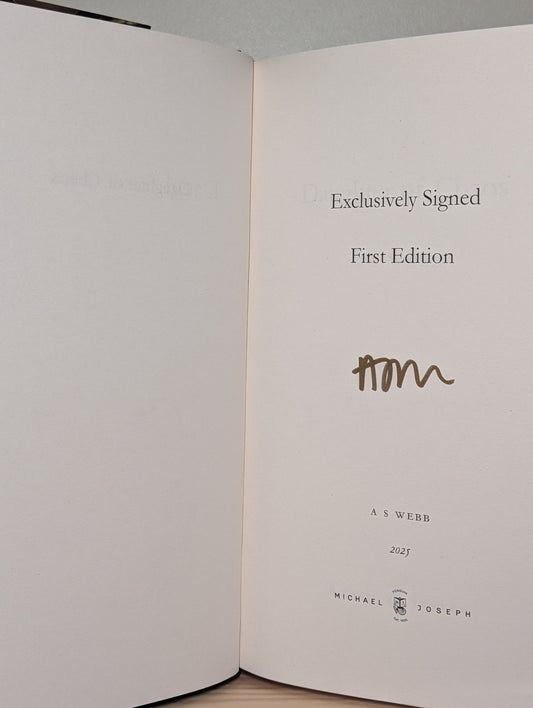 Exclusively Signed
First Edition
A S WEBB
2025
MICHAEL JOSEPH